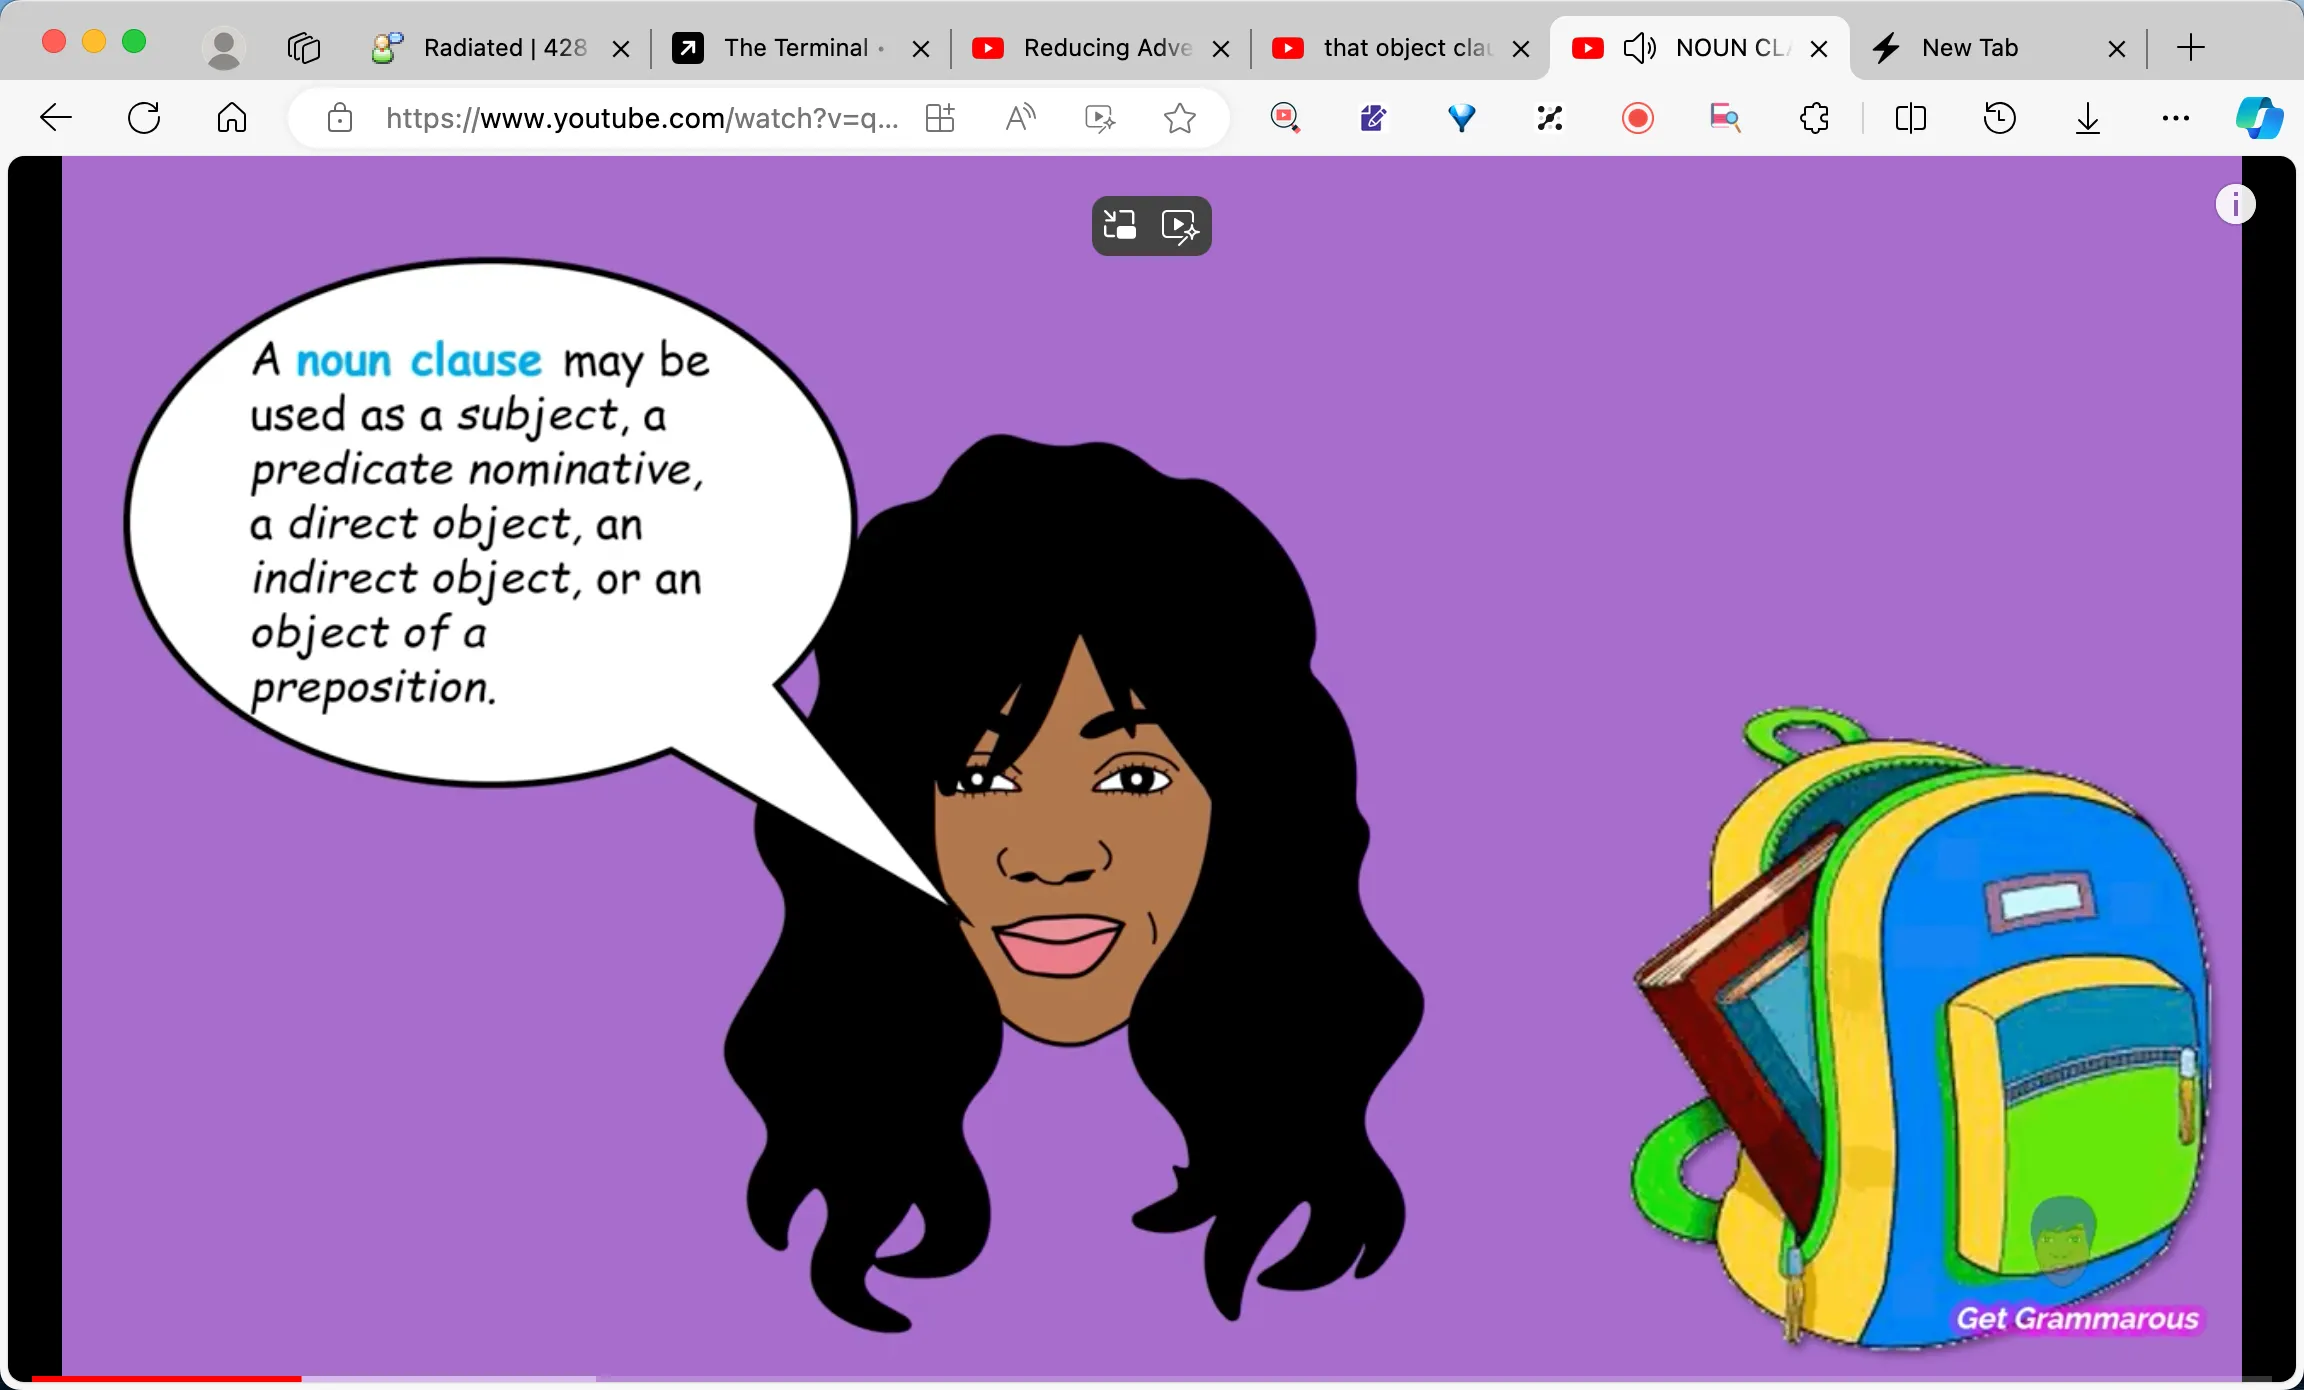 Radiated | 428
The Terminal •
Reducing Adve
that object clau
NOUN CLA
New Tab
https://www.youtube.com/watch?v=q...
A noun clause may be
used as a subject, a
predicate nominative,
a direct object, an
indirect object, or an
object of a
preposition.
Get Grammarous